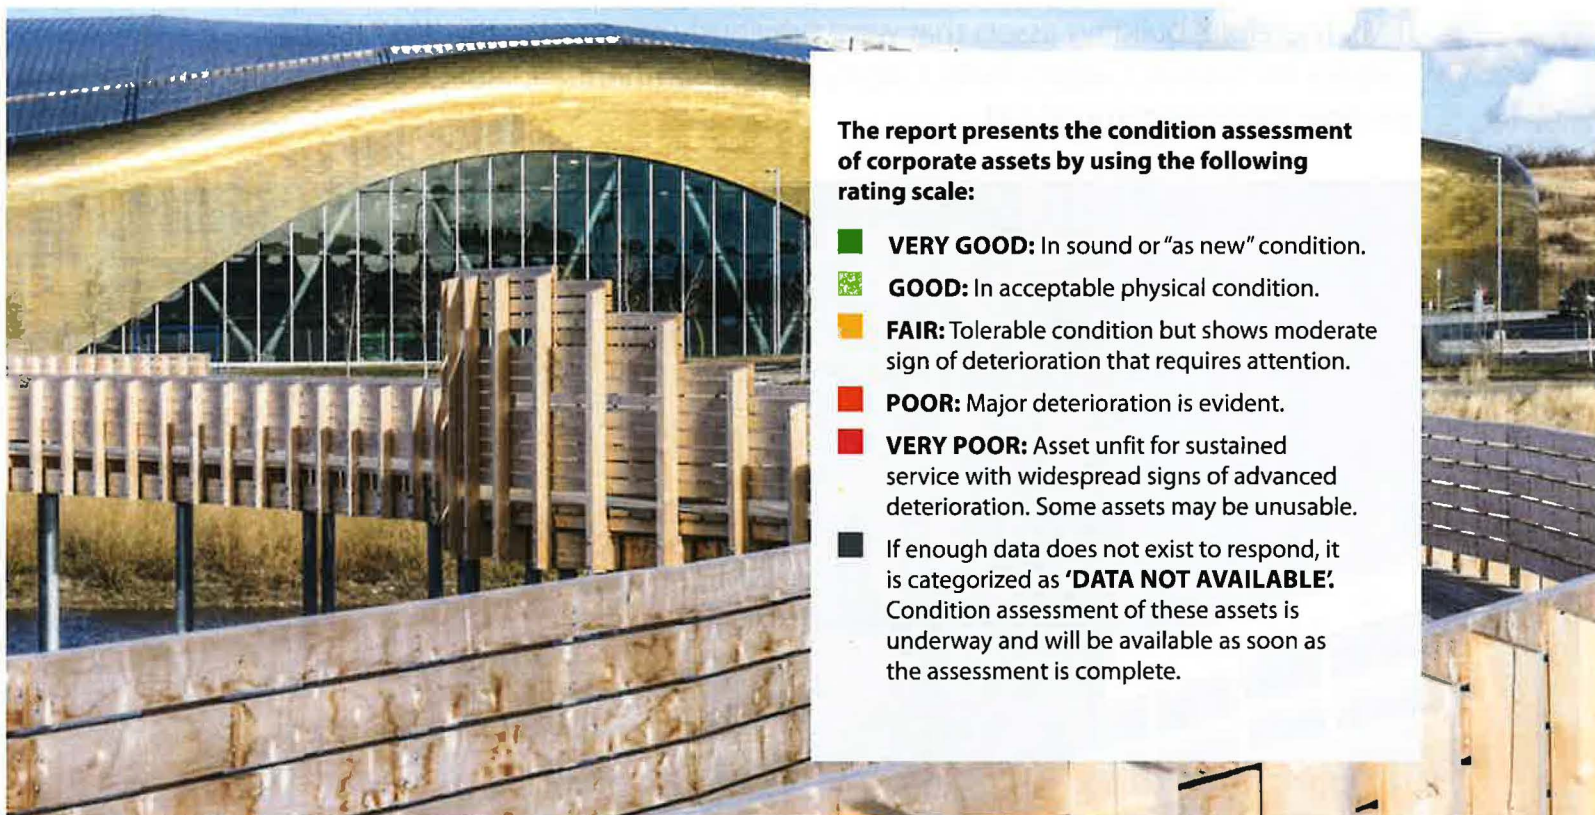 The report presents the condition assessment
of corporate assets by using the following
rating scale:
VERY GOOD: In sound or "as new" condition.
GOOD: In acceptable physical condition.
FAIR: Tolerable condition but shows moderate
sign of deterioration that requires attention.
POOR: Major deterioration is evident.
VERY POOR: Asset unfit for sustained
service with widespread signs of advanced
deterioration. Some assets may be unusable.
If enough data does not exist to respond, it
is categorized as 'DATA NOT AVAILABLE'.
Condition assessment of these assets is
underway and will be available as soon as
the assessment is complete.